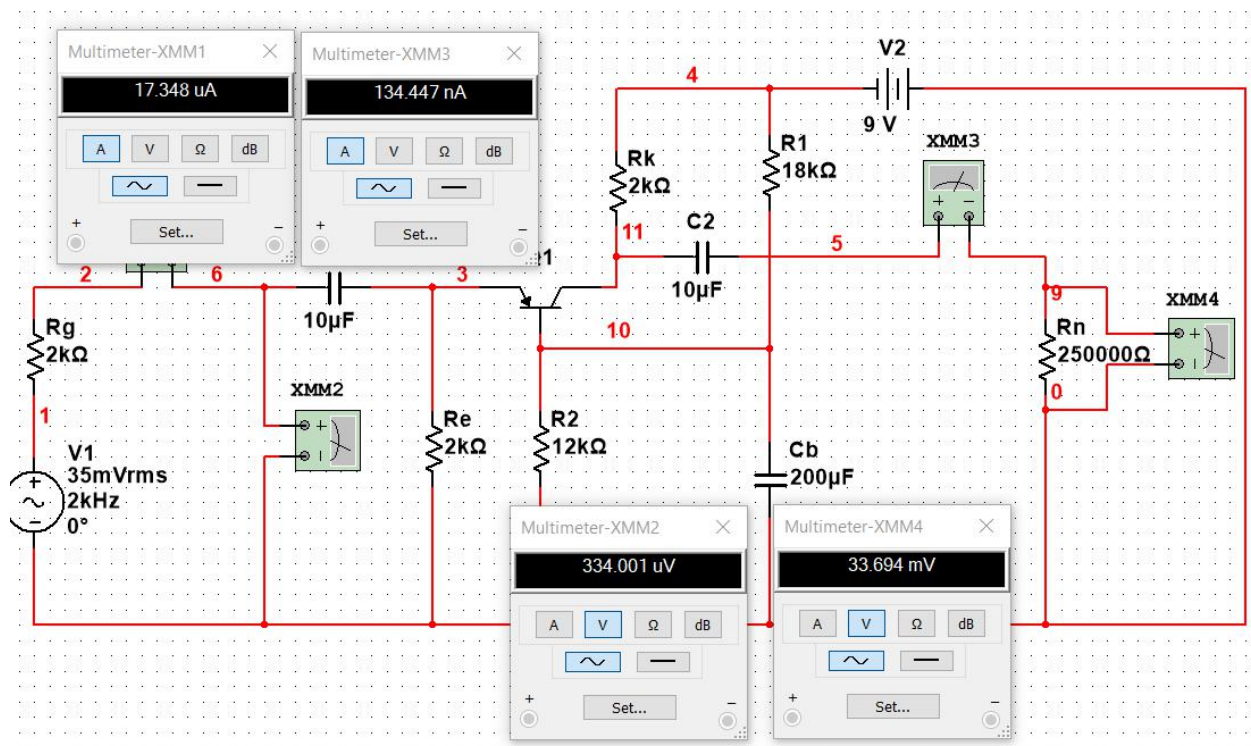 Multimeter-XMM1
17.348 uA
A V Ω dB
+ Set... -
Multimeter-XMM3
134.447 nA
A V Ω dB
+ Set... -
4
V2
9 V
XMM3
+ -
Rk
2kΩ
R1
18kΩ
11
C2
10µF
5
1
2
6
10µF
3
10
9
Rn
250000Ω
0
XMM4
+
Rg
2kΩ
1
XMM2
+
Re
2kΩ
R2
12kΩ
Cb
200µF
V1
35mVrms
2kHz
0°
Multimeter-XMM2
334.001 uV
A V Ω dB
+ Set... -
Multimeter-XMM4
33.694 mV
A V Ω dB
+ Set... -